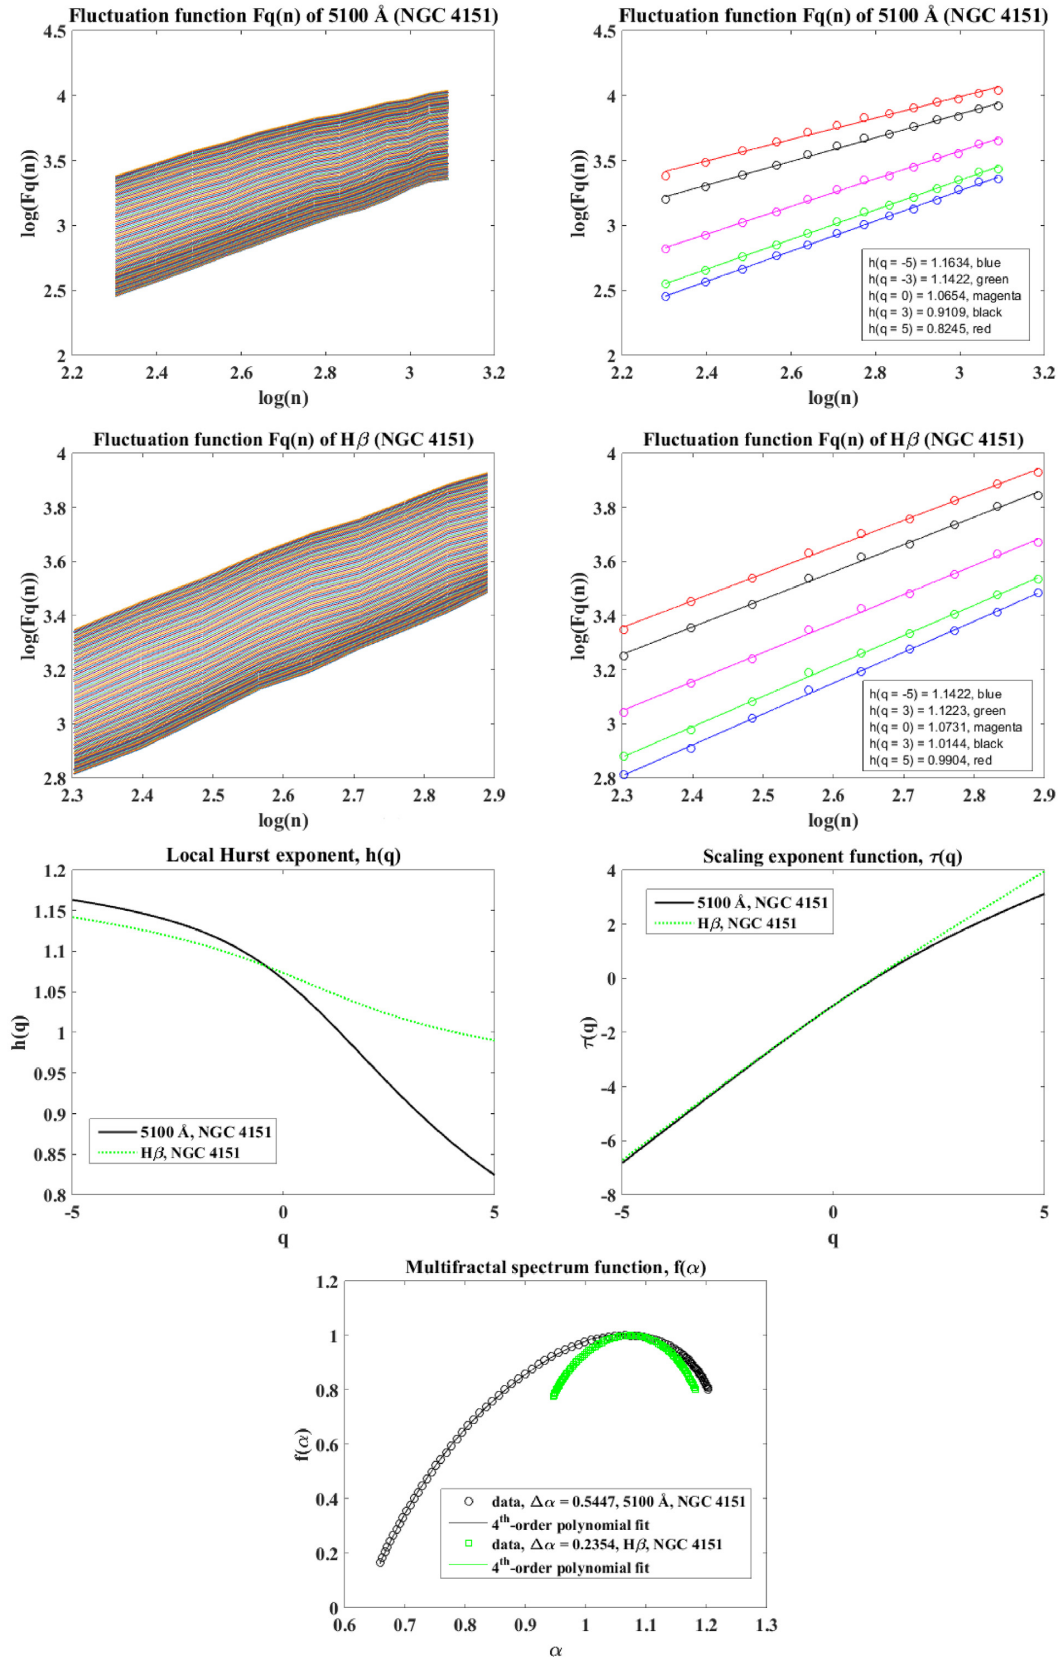 Fluctuation function Fq(n) of 5100 Å (NGC 4151)
4.5
4
3.5
3
2.5
2
log(Fq(n))
2.2
2.4
2.6
2.8
3
3.2
log(n)
Fluctuation function Fq(n) of 5100 Å (NGC 4151)
4.5
4
3.5
3
2.5
2
log(Fq(n))
h(q = -5) = 1.1634, blue
h(q = -3) = 1.1422, green
h(q = 0) = 1.0654, magenta
h(q = 3) = 0.9109, black
h(q = 5) = 0.8245, red
2.2
2.4
2.6
2.8
3
3.2
log(n)
Fluctuation function Fq(n) of Hβ (NGC 4151)
4
3.8
3.6
3.4
3.2
3
2.8
log(Fq(n))
2.3
2.4
2.5
2.6
2.7
2.8
2.9
log(n)
Fluctuation function Fq(n) of Hβ (NGC 4151)
4
3.8
3.6
3.4
3.2
3
2.8
log(Fq(n))
h(q = -5) = 1.1422, blue
h(q = 3) = 1.1223, green
h(q = 0) = 1.0731, magenta
h(q = 3) = 1.0144, black
h(q = 5) = 0.9904, red
2.3
2.4
2.5
2.6
2.7
2.8
2.9
log(n)
Local Hurst exponent, h(q)
1.2
1.15
1.1
1.05
1
0.95
0.9
0.85
0.8
h(q)
5100 Å, NGC 4151
Hβ, NGC 4151
-5
0
5
q
Scaling exponent function, τ(q)
4
2
0
-2
-4
-6
-8
τ(q)
5100 Å, NGC 4151
Hβ, NGC 4151
-5
0
5
q
Multifractal spectrum function, f(α)
1.2
1
0.8
0.6
0.4
0.2
0
f(α)
data, Δα = 0.5447, 5100 Å, NGC 4151
4th-order polynomial fit
data, Δα = 0.2354, Hβ, NGC 4151
4th-order polynomial fit
0.6
0.7
0.8
0.9
1
1.1
1.2
1.3
α